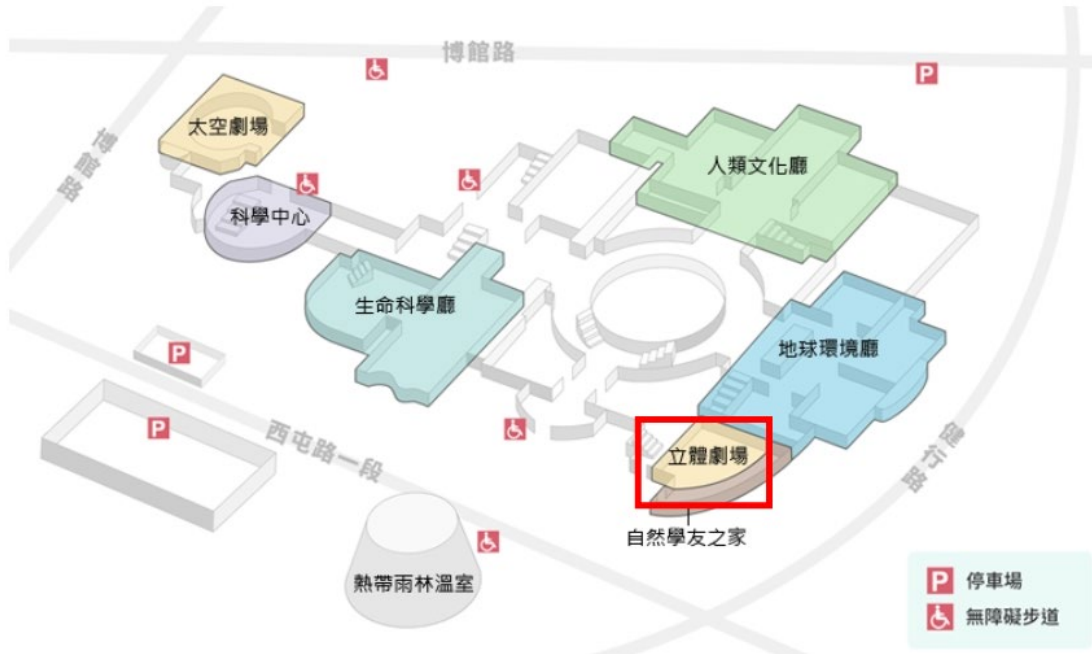 博館路
P
太空劇場
博館路
人類文化廳
科學中心
生命科學廳
地球環境廳
P
P
西屯路一段
立體劇場
健行路
自然學友之家
熱帶雨林溫室
P 停車場
無障礙步道